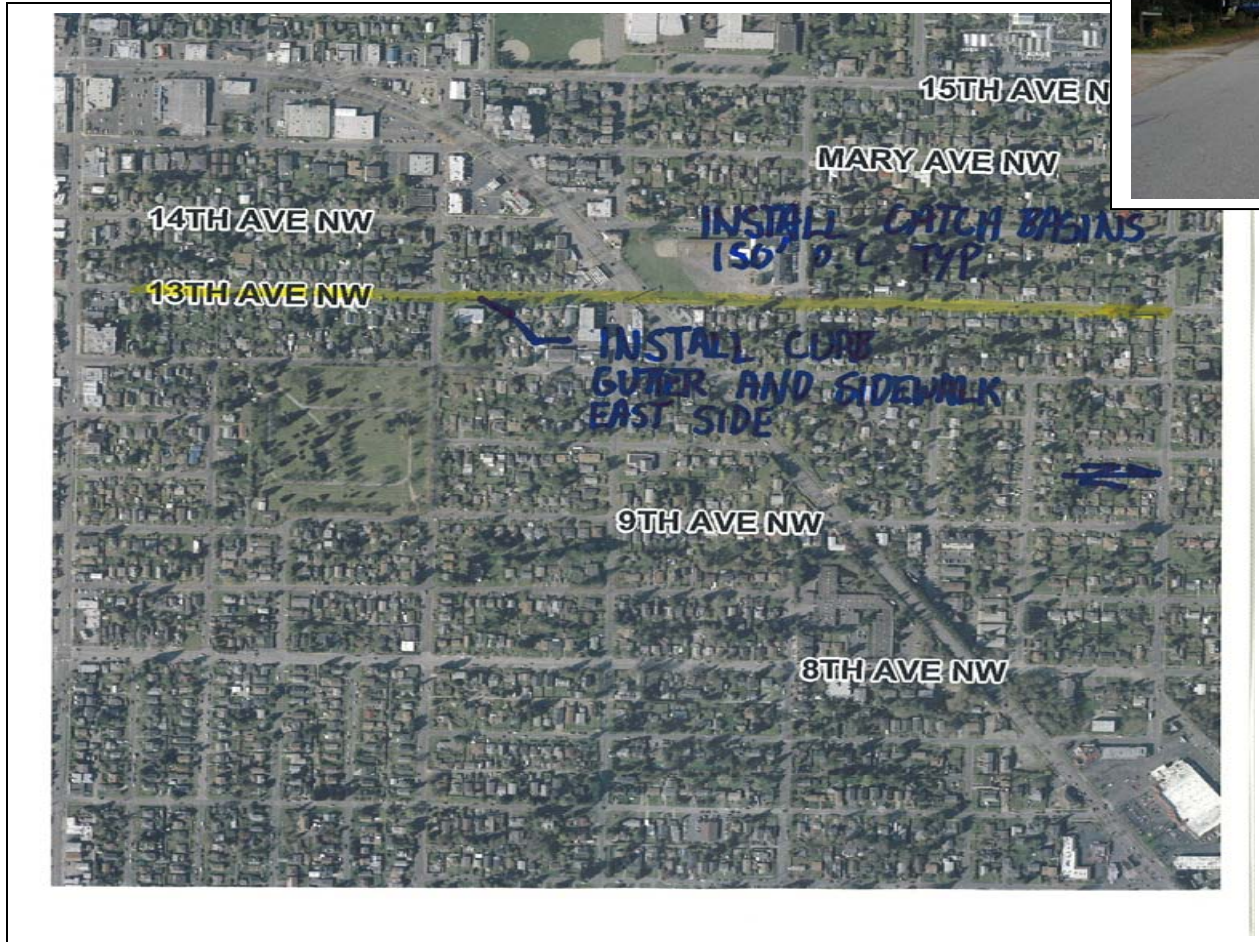 15TH AVE N
MARY AVE NW
14TH AVE NW
INSTALL CATCH BASINS
150' O.C. TYP.
13TH AVE NW
INSTALL CURB
GUTTER AND SIDEWALK
EAST SIDE
9TH AVE NW
8TH AVE NW